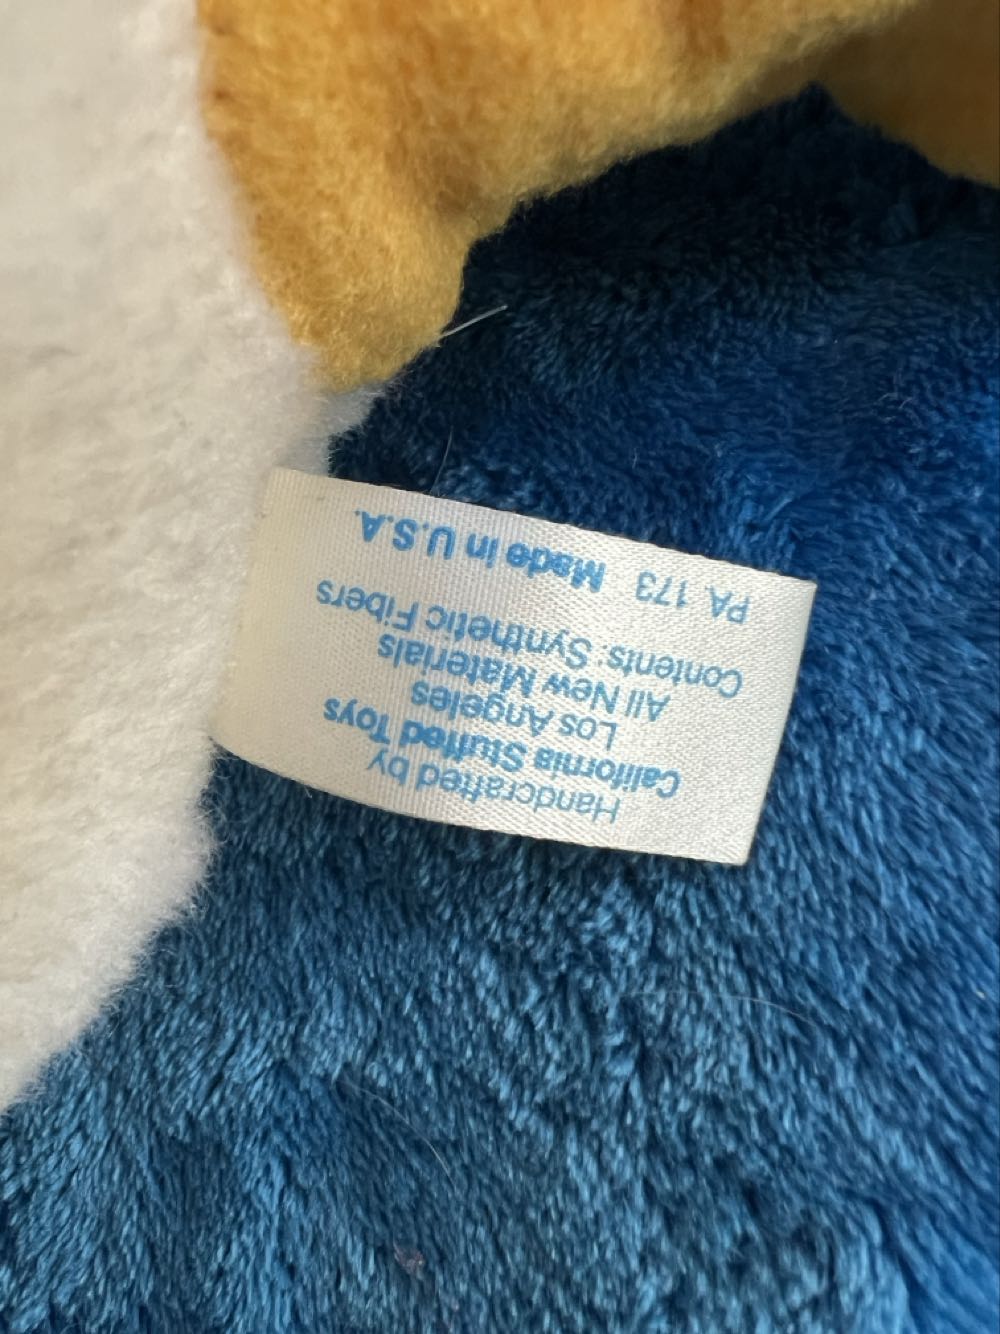 Handcrafted by
California Stuffed Toys
Los Angeles
All New Materials
Contents: Synthetic Fibers
PA. 173 Made in U.S.A.